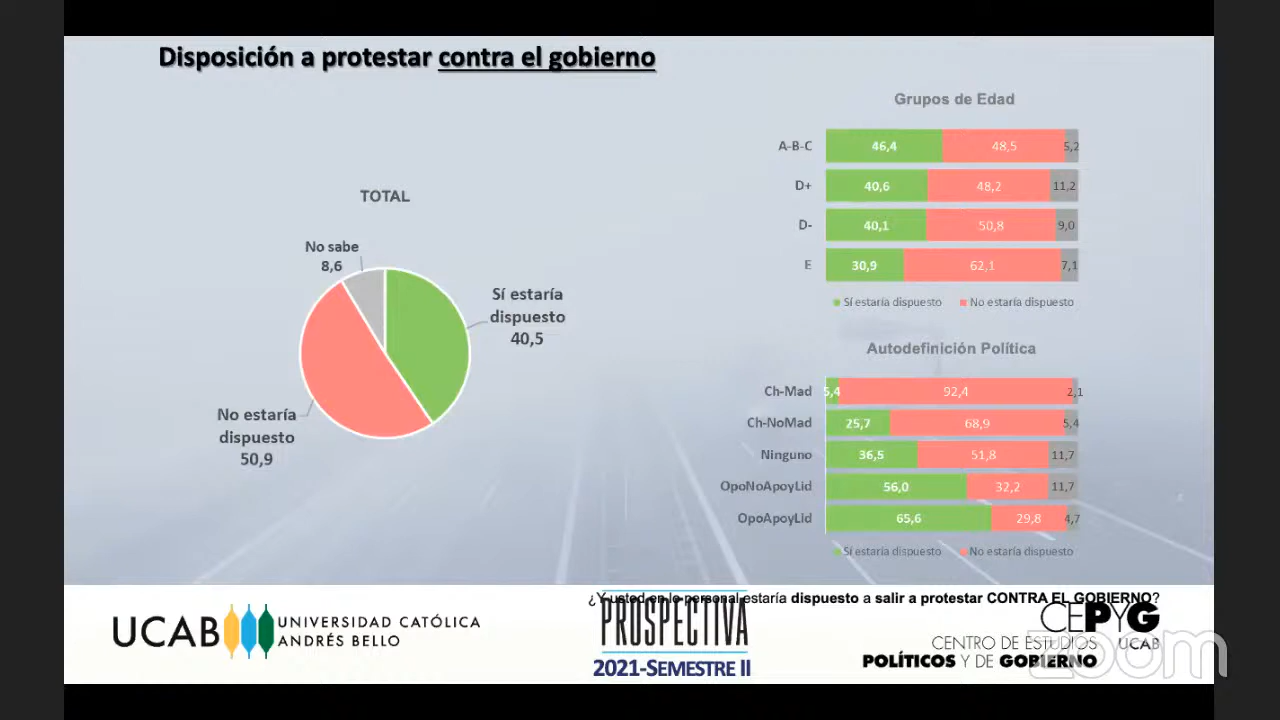 Disposición a protestar contra el gobierno
TOTAL
No sabe
8,6
Sí estaría
dispuesto
40,5
No estaría
dispuesto
50,9
Grupos de Edad
A-B-C 46,4 48,5 5,2
D+ 40,6 48,2 11,2
D- 40,1 50,8 9,0
E 30,9 62,1 7,1
Sí estaría dispuesto No estaría dispuesto
Autodefinición Política
Ch-Mad 5,4 92,4 2,1
Ch-NoMad 25,7 68,9 5,4
Ninguno 36,5 51,8 11,7
OpoNoApoyLid 56,0 32,2 11,7
OpoApoyLid 65,6 29,8 4,7
Sí estaría dispuesto No estaría dispuesto
¿Y usted en lo personal estaría dispuesto a salir a protestar CONTRA EL GOBIERNO?
UCAB
UNIVERSIDAD CATÓLICA
ANDRÉS BELLO
PROSPECTIVA
2021-SEMESTRE II
CEPYG
CENTRO DE ESTUDIOS UCAB
POLÍTICOS Y DE GOBIERNO
zoom